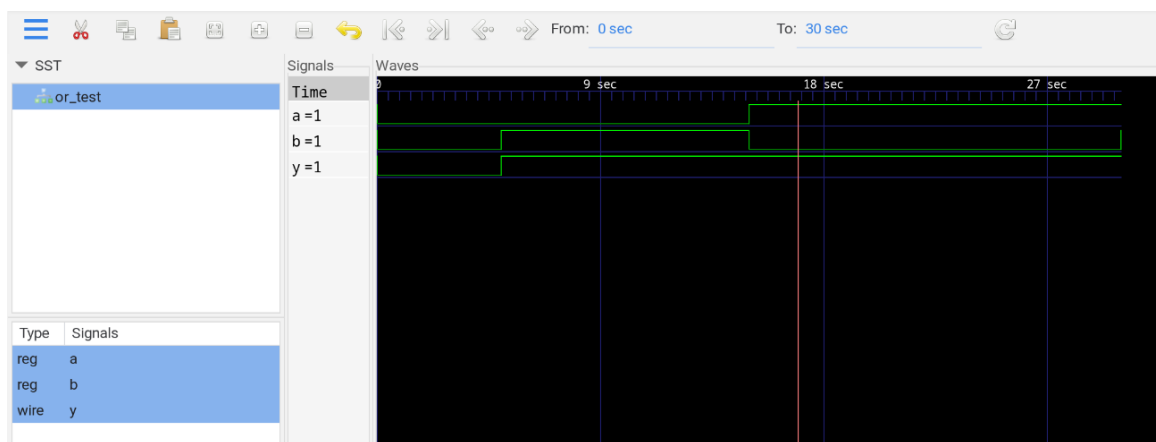 From: 0 sec To: 30 sec
SST
or_test
Type Signals
reg a
reg b
wire y
Signals
Time
a =1
b =1
y =1
Waves
0 9 sec 18 sec 27 sec